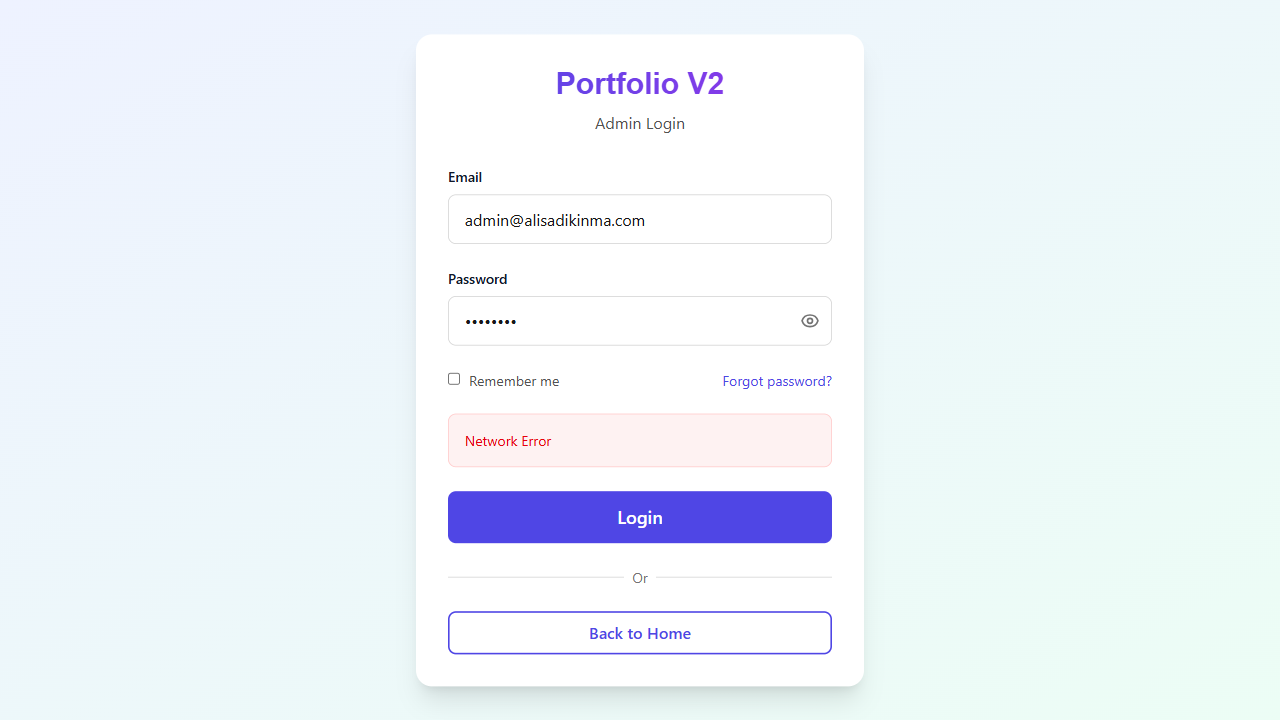 Portfolio V2
Admin Login
Email
admin@alisadikinma.com
Password
••••••••
Remember me
Forgot password?
Network Error
Login
Or
Back to Home